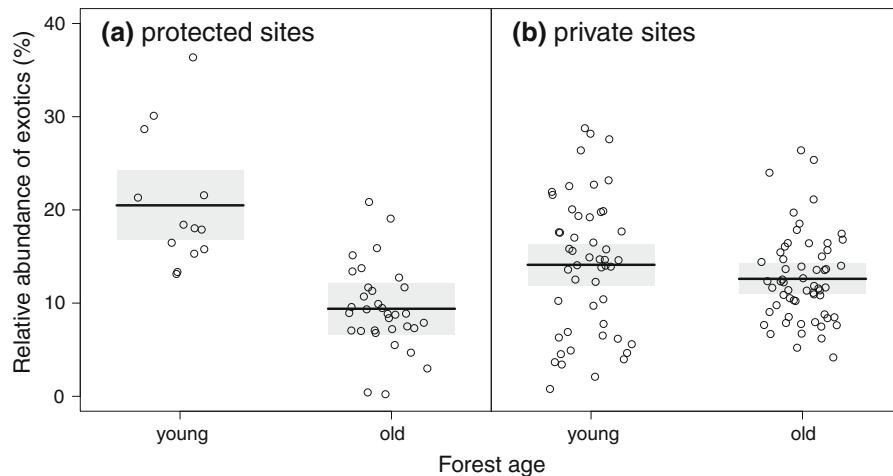 (a) protected sites
(b) private sites
Relative abundance of exotics (%)
40
30
20
10
0
young
old
young
old
Forest age